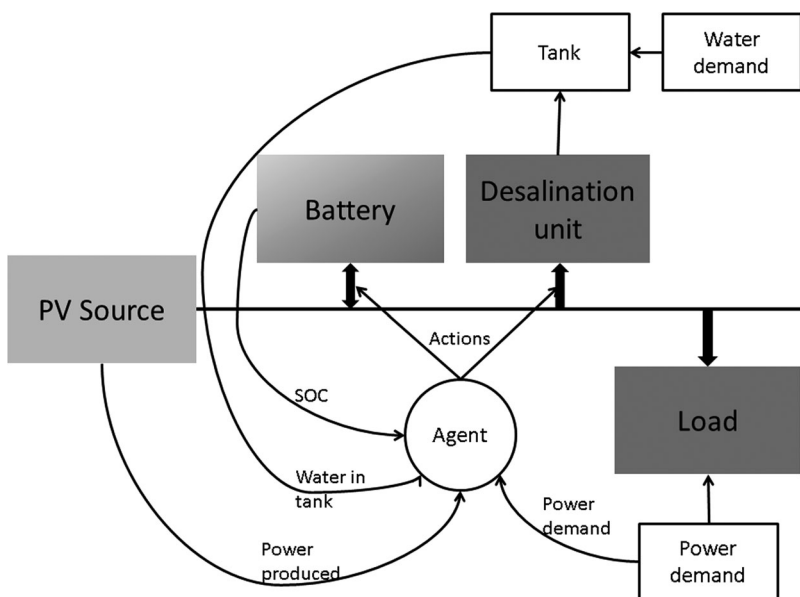 Tank
Water
demand
Battery
Desalination
unit
PV Source
Actions
SOC
Agent
Load
Water in
tank
Power
demand
Power
produced
Power
demand